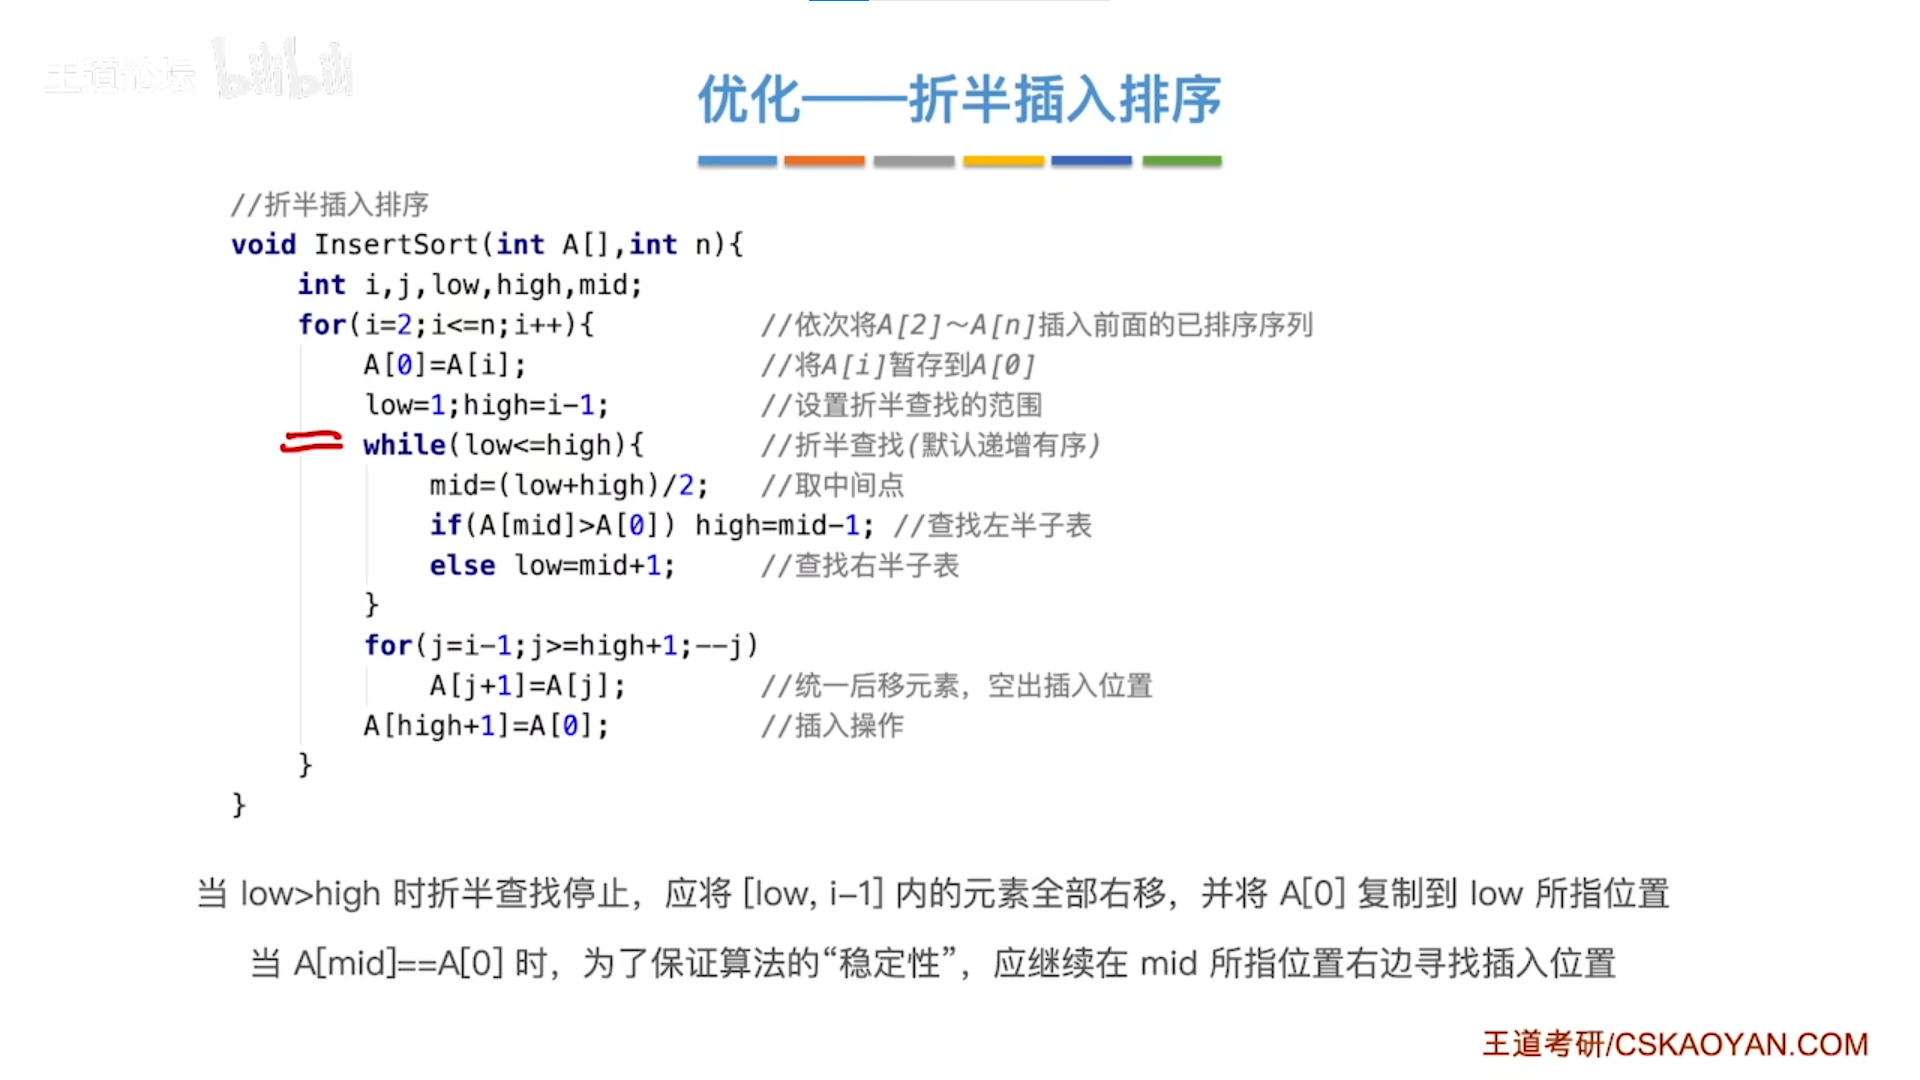 王道论坛 bilibili
优化——折半插入排序
//折半插入排序
void InsertSort(int A[],int n){
int i,j,low,high,mid;
for(i=2;i<=n;i++){ //依次将A[2]～A[n]插入前面的已排序序列
A[0]=A[i]; //将A[i]暂存到A[0]
low=1;high=i-1; //设置折半查找的范围
while(low<=high){ //折半查找(默认递增有序)
mid=(low+high)/2; //取中间点
if(A[mid]>A[0]) high=mid-1; //查找左半子表
else low=mid+1; //查找右半子表
}
for(j=i-1;j>=high+1;--j)
A[j+1]=A[j]; //统一后移元素，空出插入位置
A[high+1]=A[0]; //插入操作
}
}
当 low>high 时折半查找停止，应将 [low, i-1] 内的元素全部右移，并将 A[0] 复制到 low 所指位置
当 A[mid]==A[0] 时，为了保证算法的“稳定性”，应继续在 mid 所指位置右边寻找插入位置
王道考研/CSKAOYAN.COM